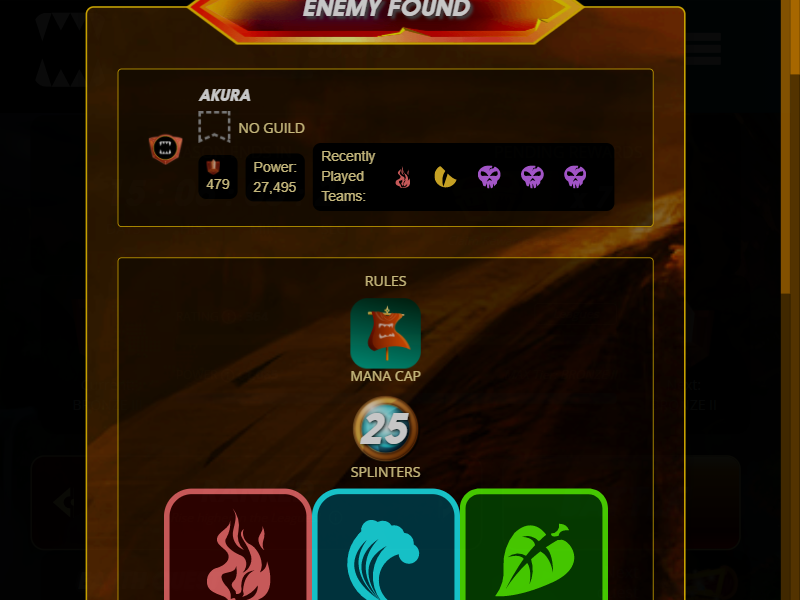 ENEMY FOUND
AKURA
NO GUILD
479
Power:
27,495
Recently
Played
Teams:
RULES
MANA CAP
25
SPLINTERS